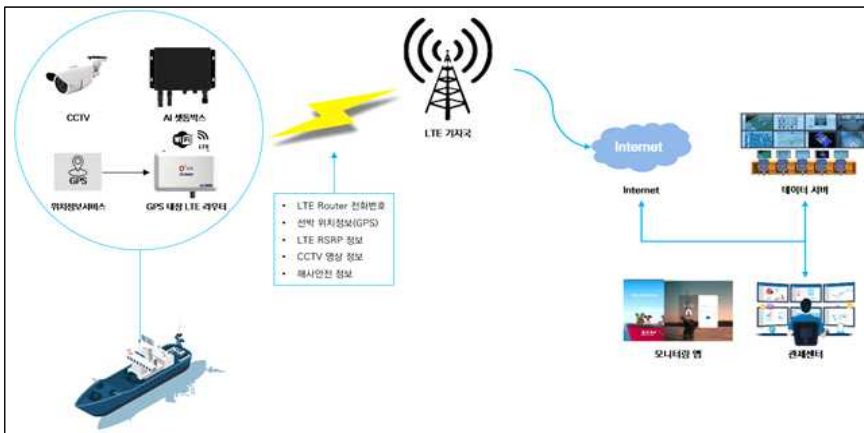 CCTV
AI 셋톱박스
WiFi
LTE
GPS
위치정보서비스
GPS 내장 LTE 라우터
LTE 기지국
• LTE Router 전화번호
• 선박 위치정보(GPS)
• LTE RSRP 정보
• CCTV 영상 정보
• 해사안전 정보
Internet
Internet
데이터 서버
모니터링 앱
관제센터